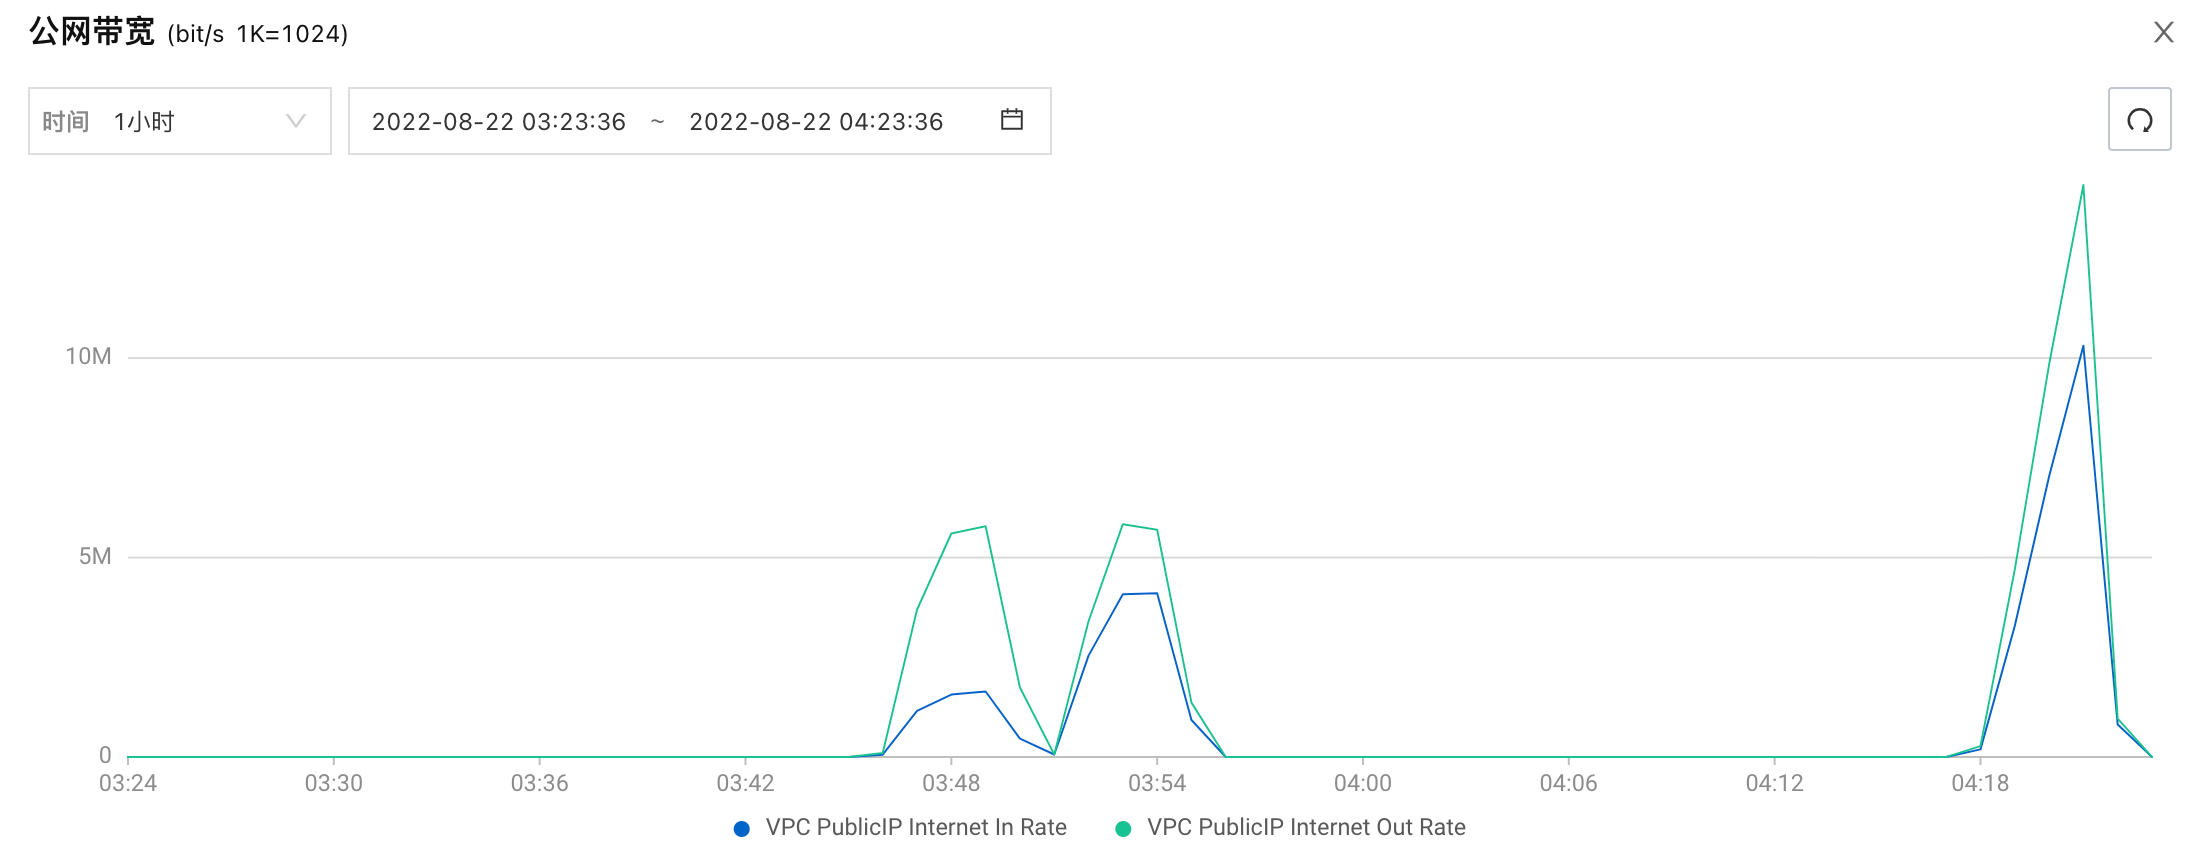 公网带宽 (bit/s 1K=1024)
时间 1小时 2022-08-22 03:23:36 ~ 2022-08-22 04:23:36
10M
5M
0
03:24 03:30 03:36 03:42 03:48 03:54 04:00 04:06 04:12 04:18
VPC PublicIP Internet In Rate VPC PublicIP Internet Out Rate